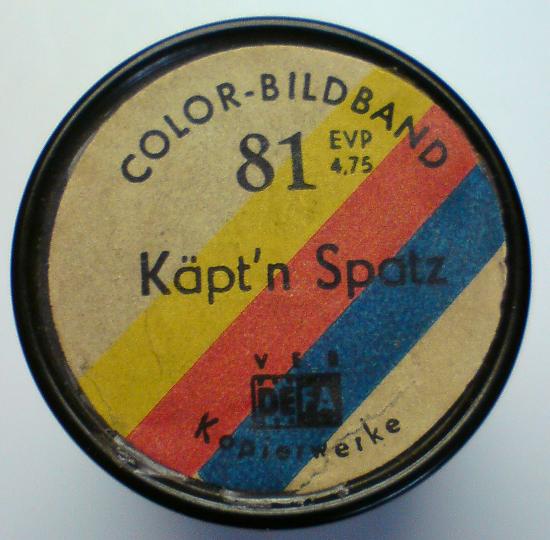 COLOR-BILDBAND
81 EVP
4,75
Käpt'n Spatz
VEB
DEFA
Kopierwerke